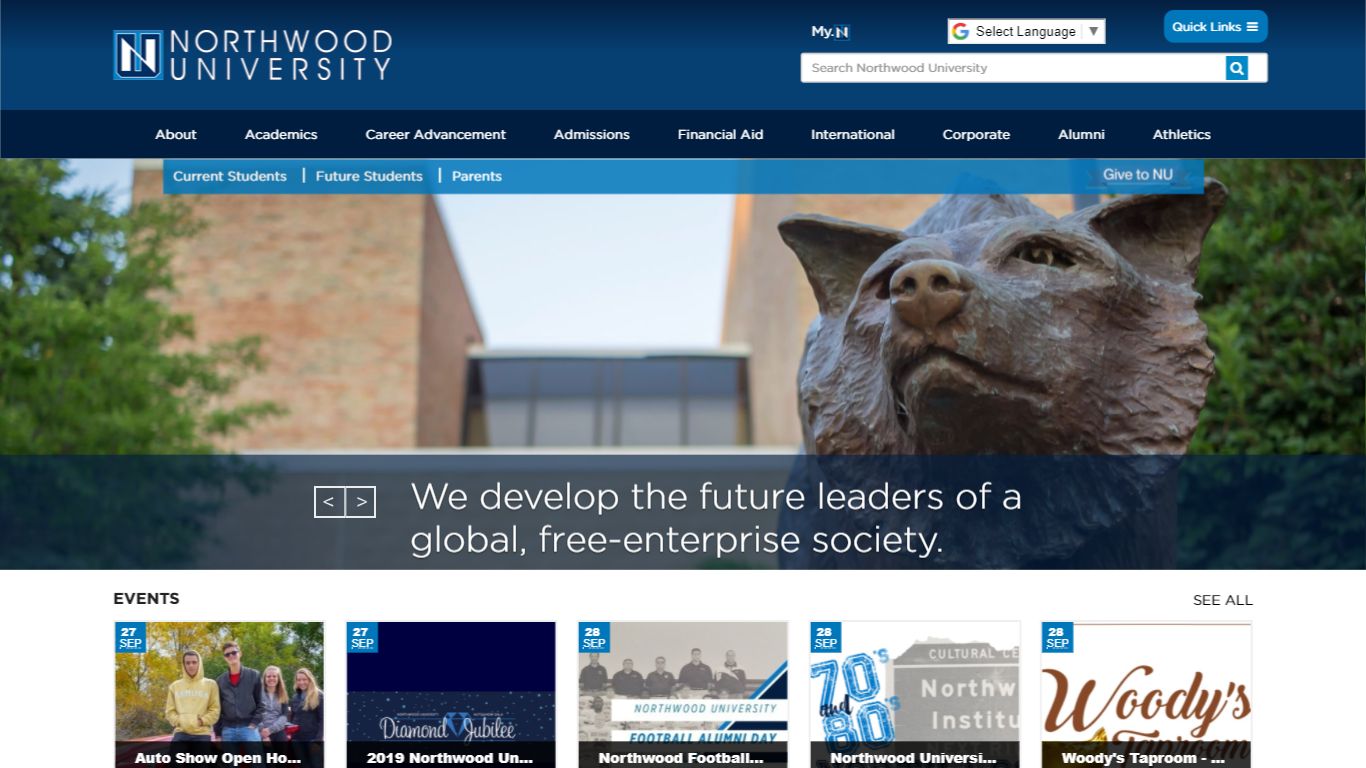 NORTHWOOD
UNIVERSITY
My.N
Select Language ▼
Quick Links
Search Northwood University
About Academics Career Advancement Admissions Financial Aid International Corporate Alumni Athletics
Current Students | Future Students | Parents
Give to NU
< > We develop the future leaders of a
global, free-enterprise society.
EVENTS
SEE ALL
27
SEP
Auto Show Open Ho...
27
SEP
Diamond Jubilee
2019 Northwood Un...
28
SEP
NORTHWOOD UNIVERSITY
FOOTBALL ALUMNI DAY
Northwood Football...
28
SEP
70's
and
80's
CULTURAL CE
Northw
Institu
Northwood Universi...
28
SEP
Woody's
Taproom
Woody's Taproom - ...